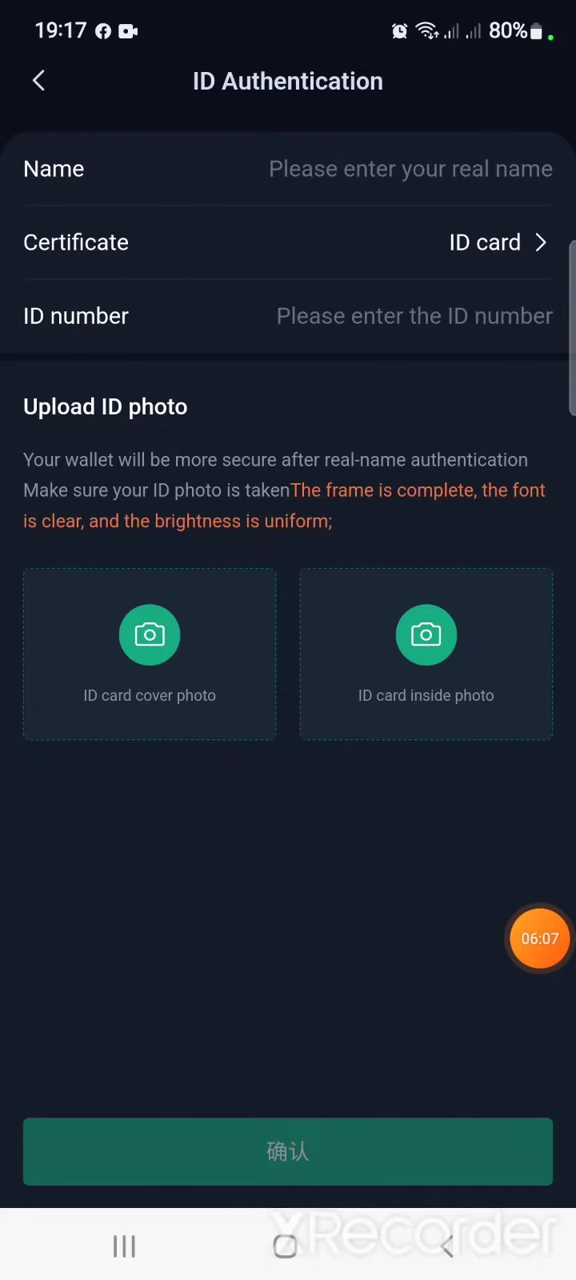 19:17
80%
ID Authentication
Name
Please enter your real name
Certificate
ID card
ID number
Please enter the ID number
Upload ID photo
Your wallet will be more secure after real-name authentication
Make sure your ID photo is takenThe frame is complete, the font
is clear, and the brightness is uniform;
ID card cover photo
ID card inside photo
06:07
确认
XRecorder